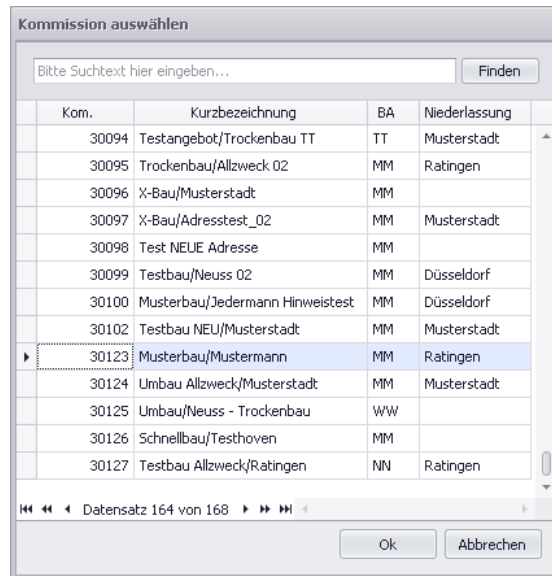 Kommission auswählen
Bitte Suchtext hier eingeben... Finden
Kom. Kurzbezeichnung BA Niederlassung
30094 Testangebot/Trockenbau TT TT Musterstadt
30095 Trockenbau/Allzweck 02 MM Ratingen
30096 X-Bau/Musterstadt MM
30097 X-Bau/Adresstest_02 MM Musterstadt
30098 Test NEUE Adresse MM
30099 Testbau/Neuss 02 MM Düsseldorf
30100 Musterbau/Jedermann Hinweistest MM Düsseldorf
30102 Testbau NEU/Musterstadt MM Musterstadt
30123 Musterbau/Mustermann MM Ratingen
30124 Umbau Allzweck/Musterstadt MM Musterstadt
30125 Umbau/Neuss - Trockenbau WW
30126 Schnellbau/Testhoven MM
30127 Testbau Allzweck/Ratingen NN Ratingen
Datensatz 164 von 168
Ok Abbrechen